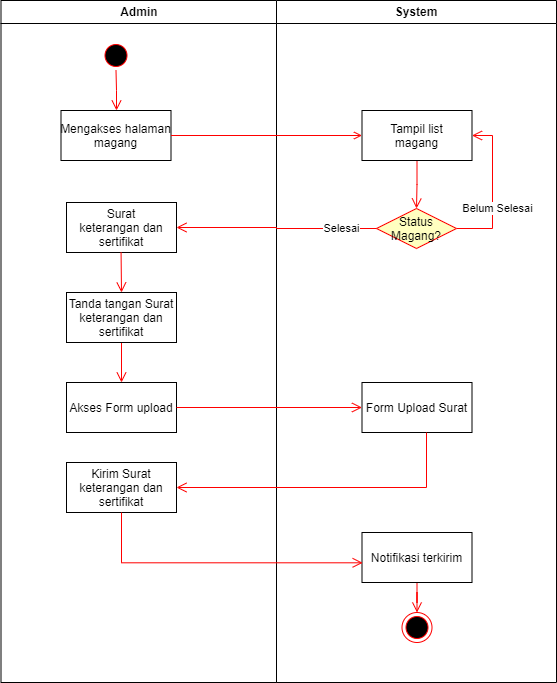 Admin
System
Mengakses halaman
magang
Tampil list
magang
Belum Selesai
Surat
keterangan dan
sertifikat
Selesai
Status
Magang?
Tanda tangan Surat
keterangan dan
sertifikat
Akses Form upload
Form Upload Surat
Kirim Surat
keterangan dan
sertifikat
Notifikasi terkirim